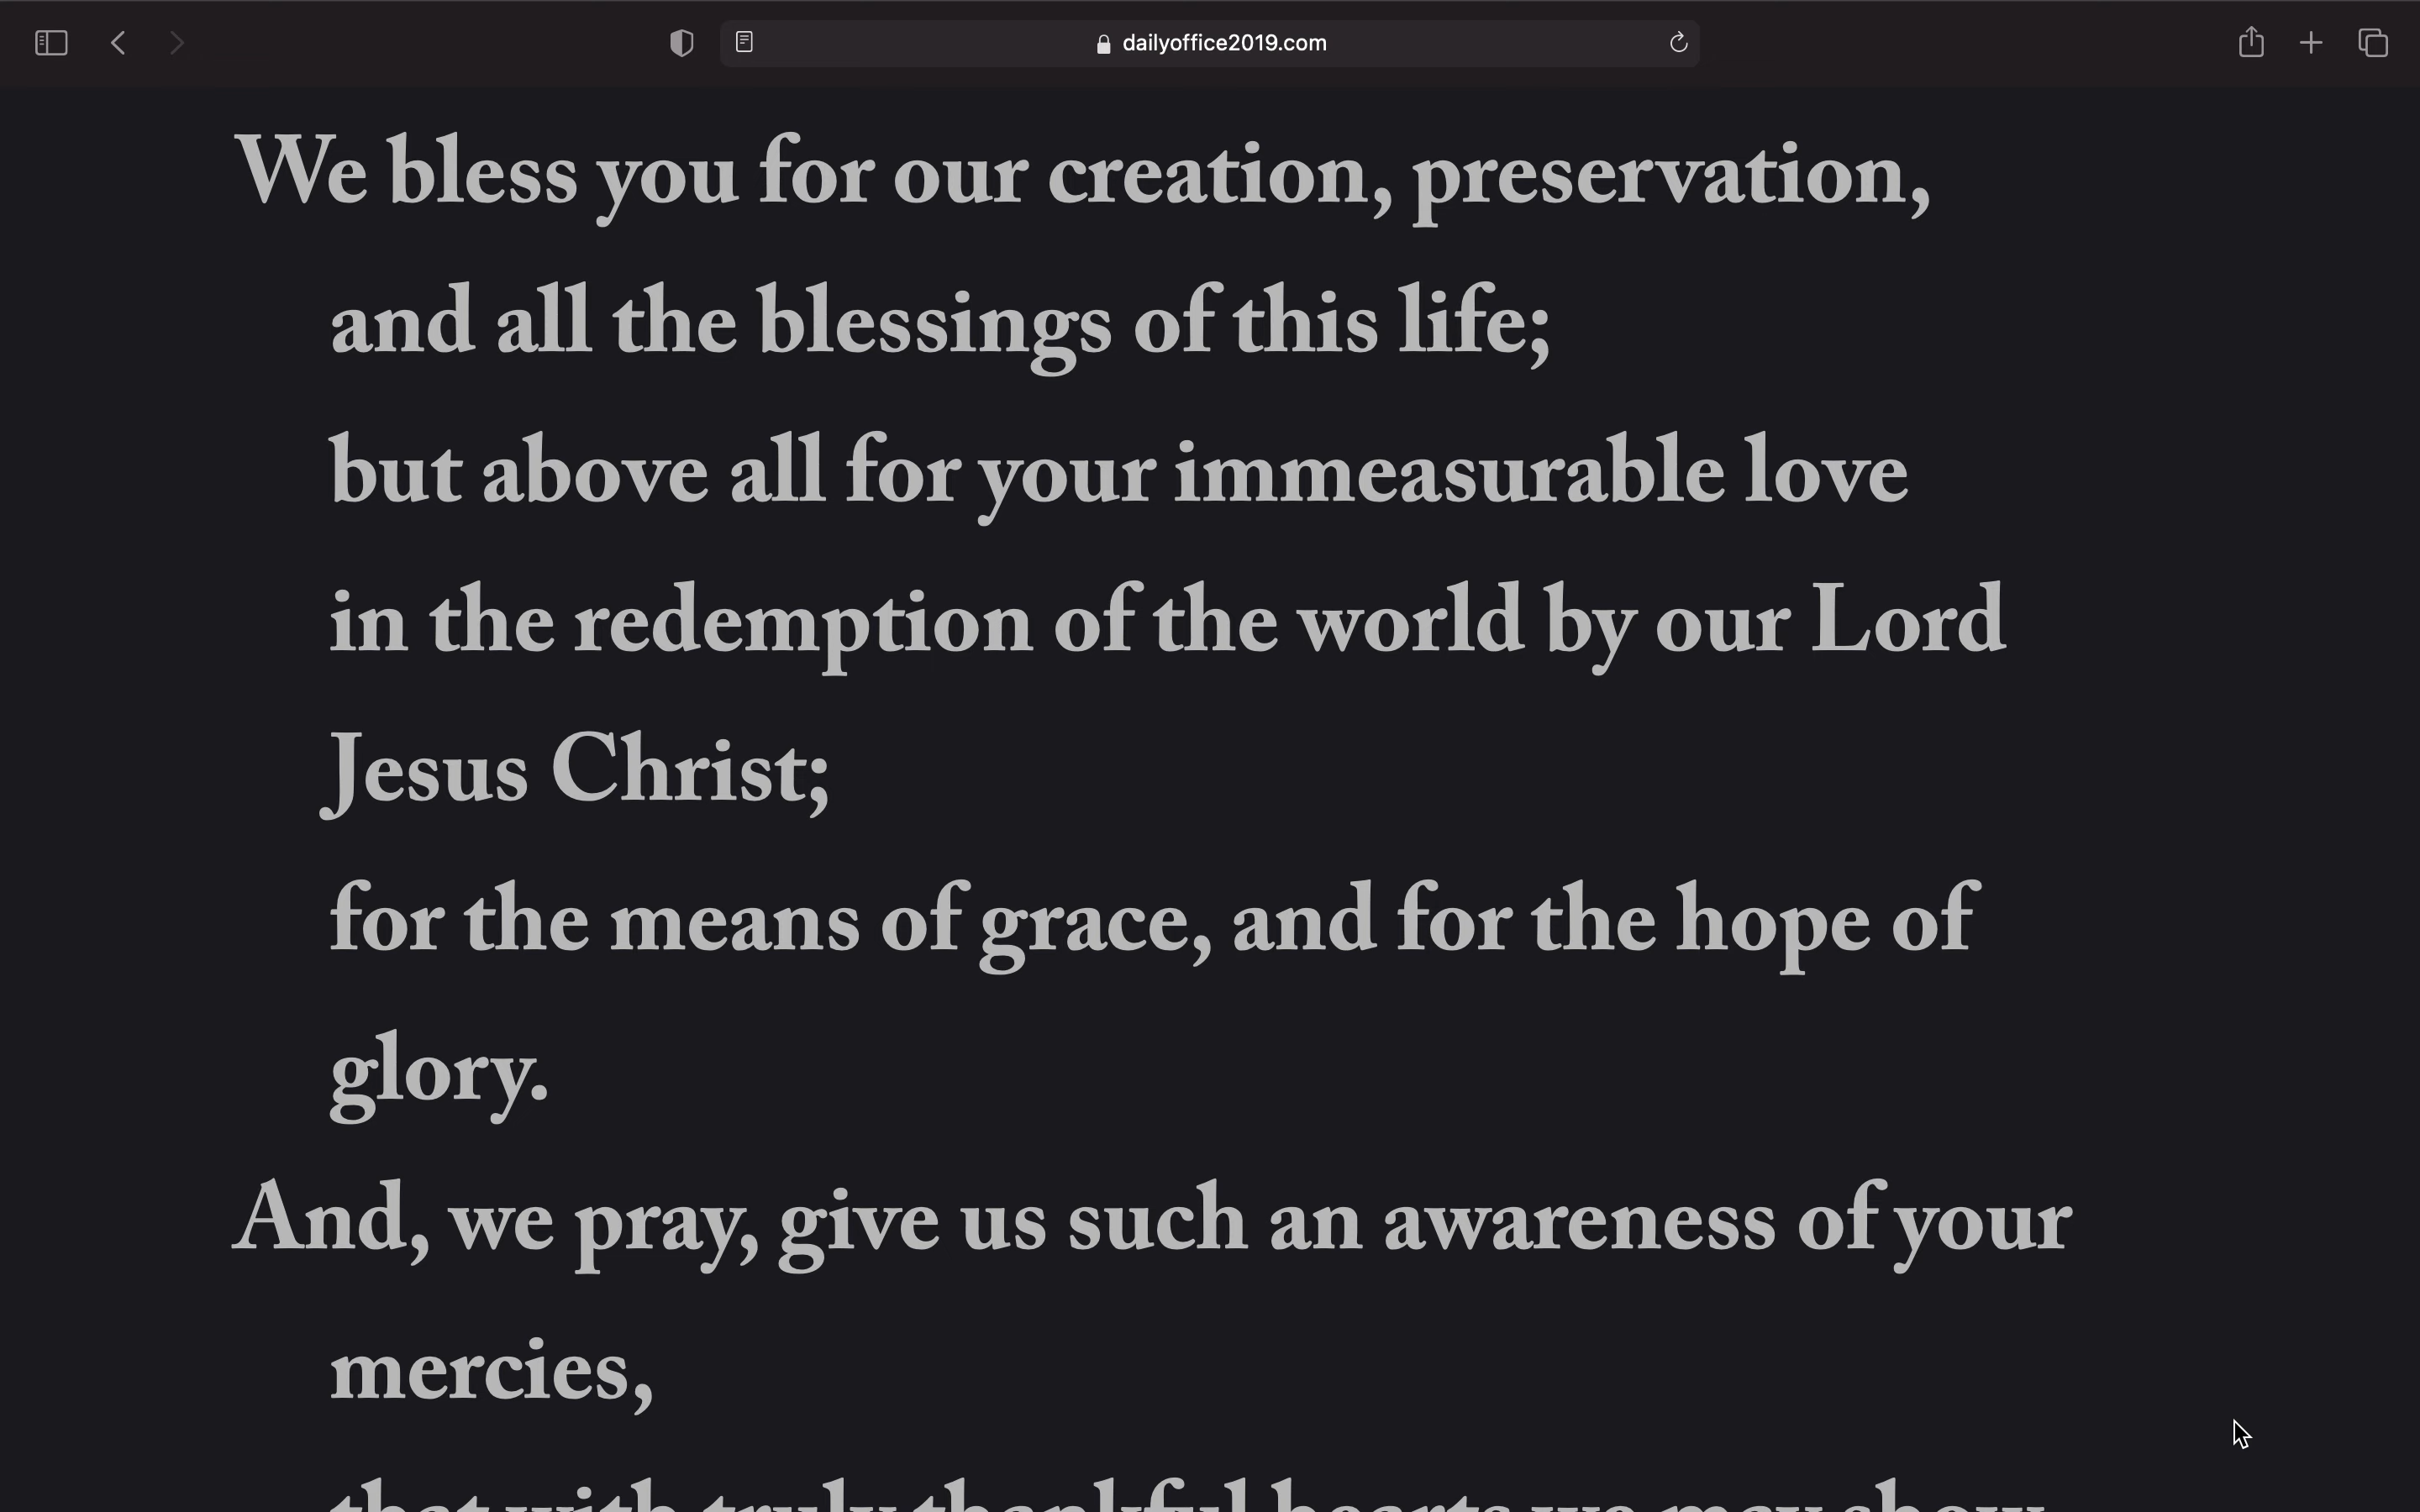 dailyoffice2019.com
We bless you for our creation, preservation,
and all the blessings of this life;
but above all for your immeasurable love
in the redemption of the world by our Lord
Jesus Christ;
for the means of grace, and for the hope of
glory.
And, we pray, give us such an awareness of your
mercies,
that with truly thankful hearts we may show